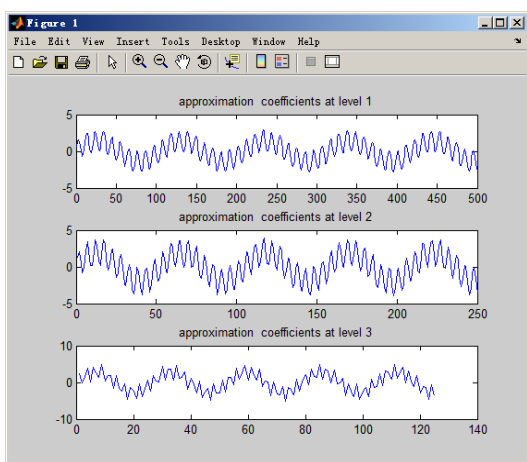 Figure 1
File Edit View Insert Tools Desktop Window Help
approximation coefficients at level 1
5
0
-5
0 50 100 150 200 250 300 350 400 450 500
approximation coefficients at level 2
5
0
-5
0 50 100 150 200 250
approximation coefficients at level 3
10
0
-10
0 20 40 60 80 100 120 140